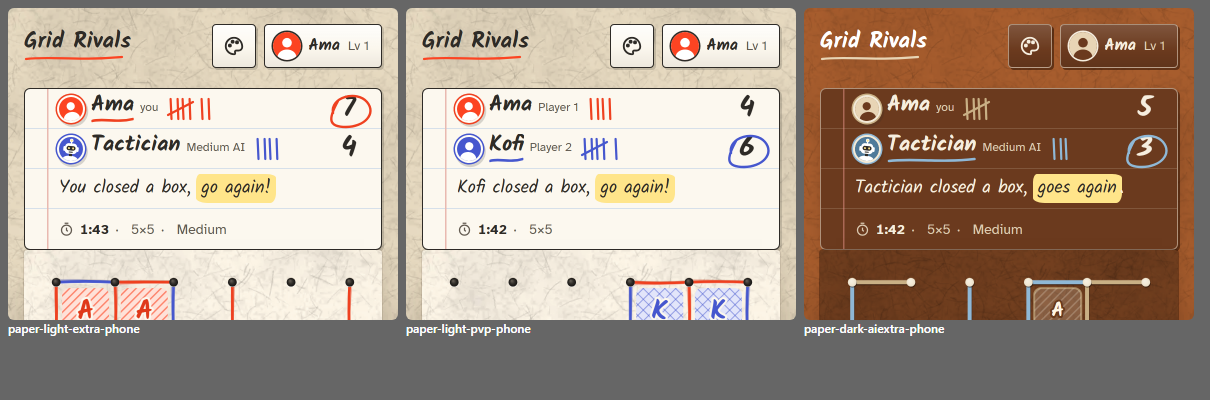 Grid Rivals
Ama Lv 1
Ama you 7
Tactician Medium AI 4
You closed a box, go again!
1:43 · 5×5 · Medium
A A
paper-light-extra-phone
Grid Rivals
Ama Lv 1
Ama Player 1 4
Kofi Player 2 6
Kofi closed a box, go again!
1:42 · 5×5
K K
paper-light-pvp-phone
Grid Rivals
Ama Lv 1
Ama you 5
Tactician Medium AI 3
Tactician closed a box, goes again.
1:42 · 5×5 · Medium
A
paper-dark-aiextra-phone